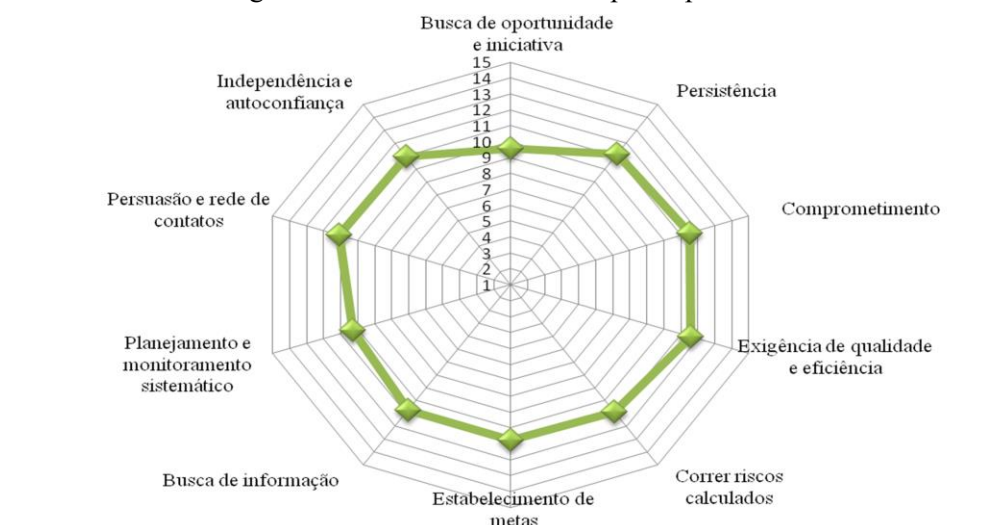 Busca de oportunidade
e iniciativa
15
14
13
12
11
10
9
8
7
6
5
4
3
2
1
Persistência
Comprometimento
Exigência de qualidade
e eficiência
Correr riscos
calculados
Estabelecimento de
metas
Busca de informação
Planejamento e
monitoramento
sistemático
Persuasão e rede de
contatos
Independência e
autoconfiança